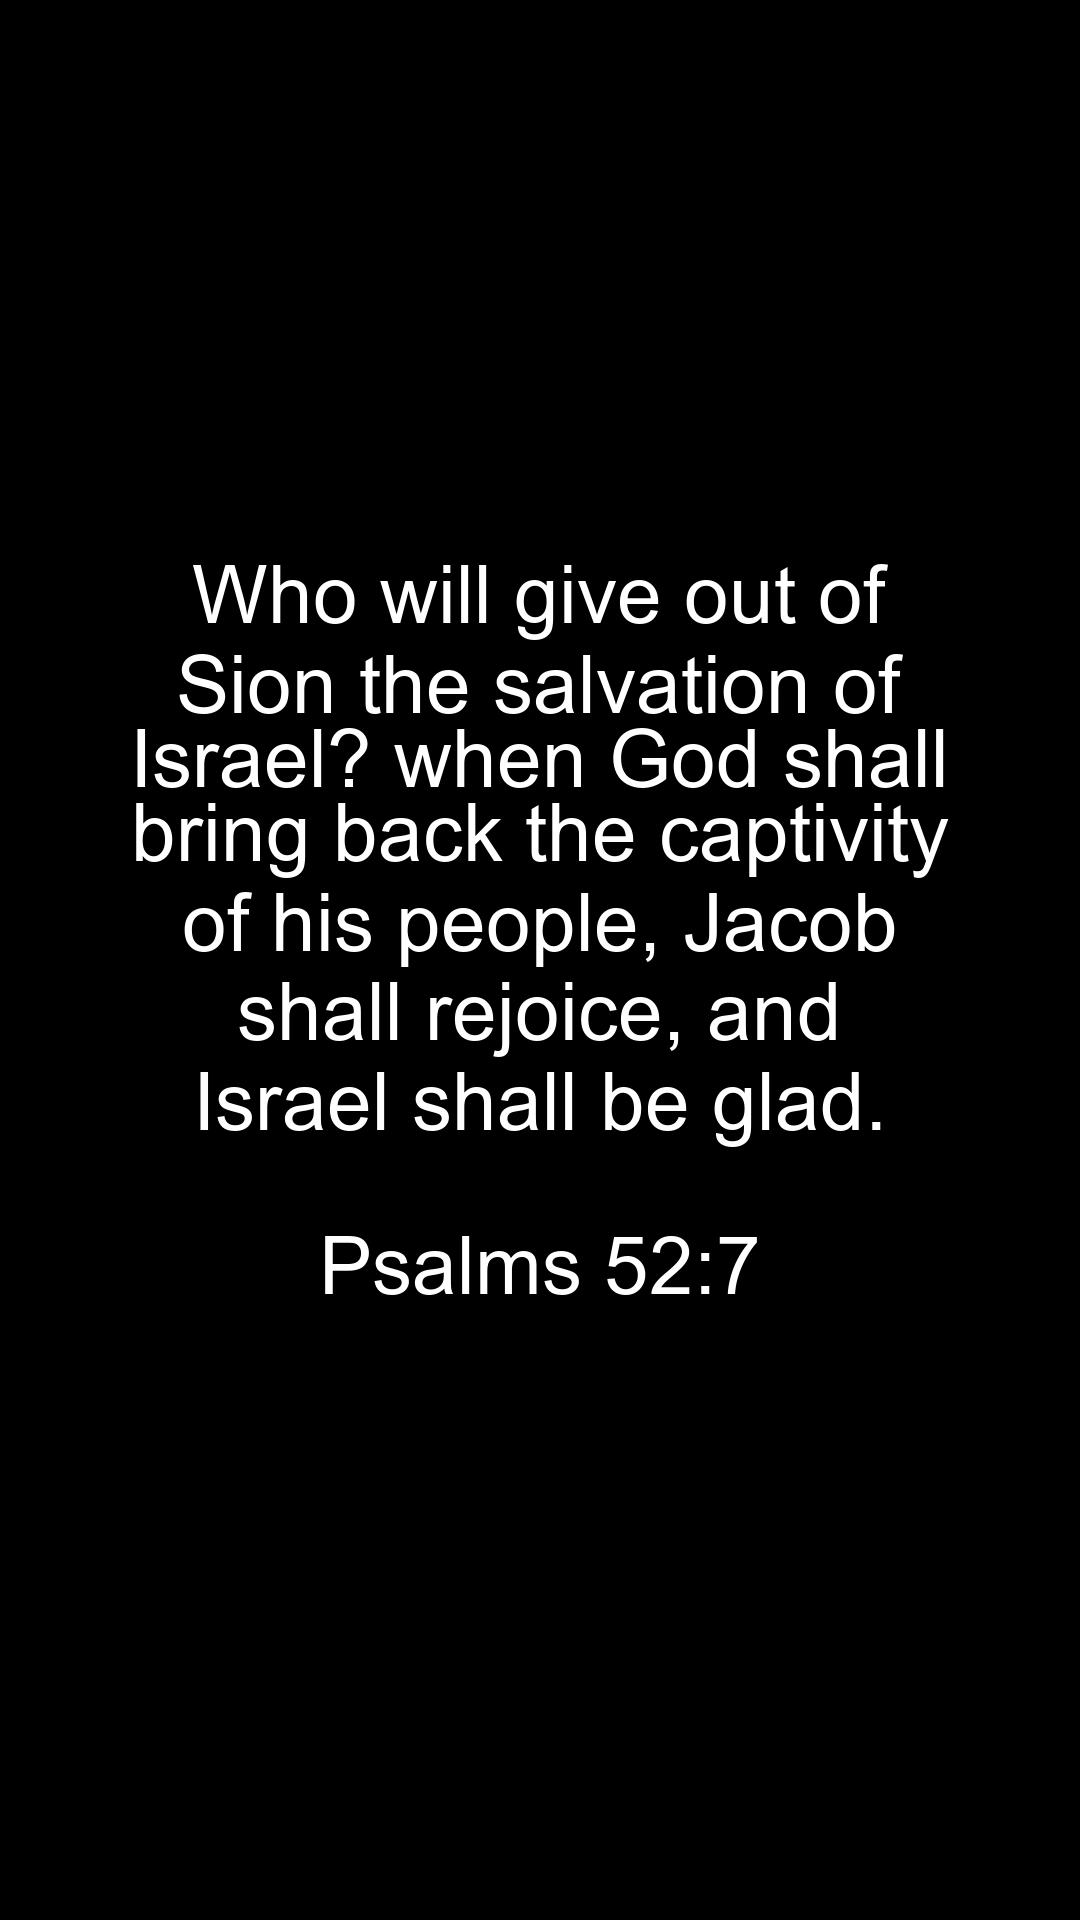 Who will give out of
Sion the salvation of
Israel? when God shall
bring back the captivity
of his people, Jacob
shall rejoice, and
Israel shall be glad.
Psalms 52:7